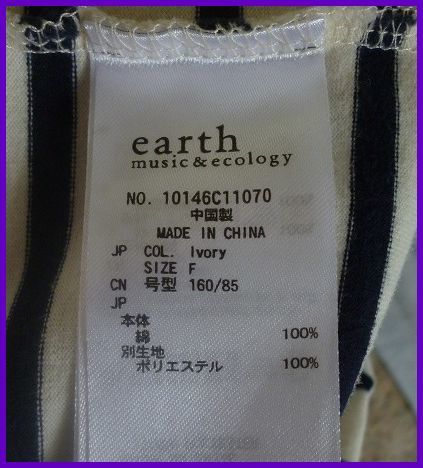 earth
music&ecology
NO. 10146C11070
中国製
MADE IN CHINA
JP COL. Ivory
SIZE F
CN 号型 160/85
JP
本体
綿 100%
別生地
ポリエステル 100%